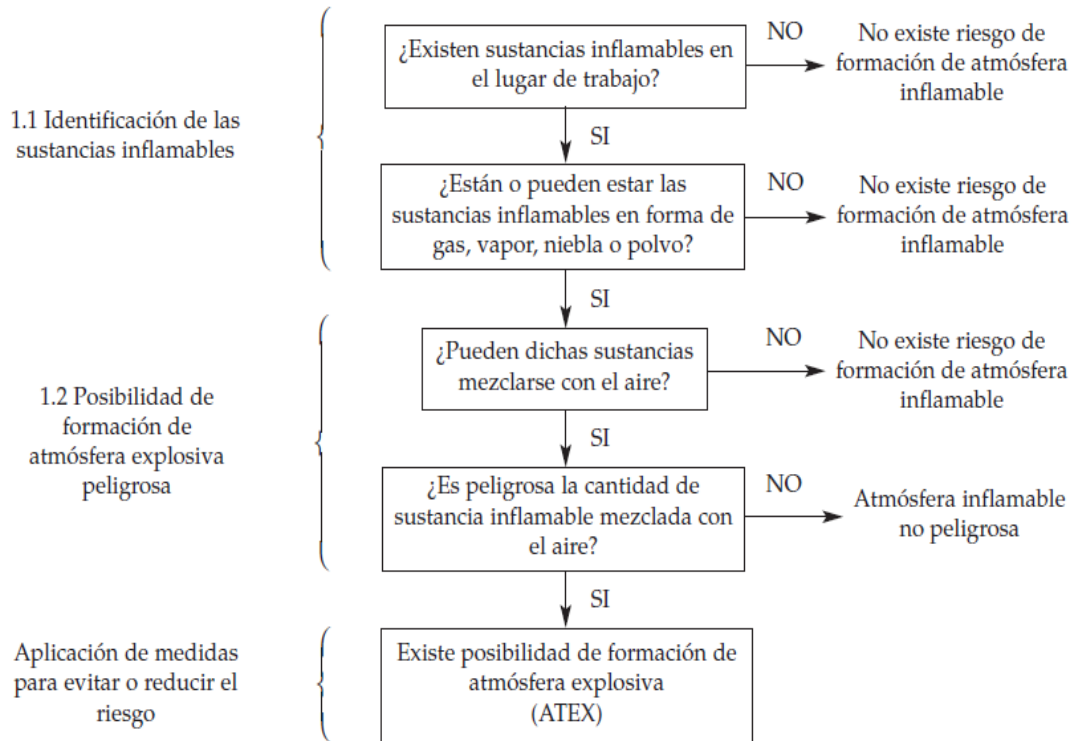 ¿Existen sustancias inflamables en
el lugar de trabajo?
NO
No existe riesgo de
formación de atmósfera
inflamable
1.1 Identificación de las
sustancias inflamables
SI
¿Están o pueden estar las
sustancias inflamables en forma de
gas, vapor, niebla o polvo?
NO
No existe riesgo de
formación de atmósfera
inflamable
SI
¿Pueden dichas sustancias
mezclarse con el aire?
NO
No existe riesgo de
formación de atmósfera
inflamable
1.2 Posibilidad de
formación de
atmósfera explosiva
peligrosa
SI
¿Es peligrosa la cantidad de
sustancia inflamable mezclada con
el aire?
NO
Atmósfera inflamable
no peligrosa
SI
Aplicación de medidas
para evitar o reducir el
riesgo
Existe posibilidad de formación de
atmósfera explosiva
(ATEX)